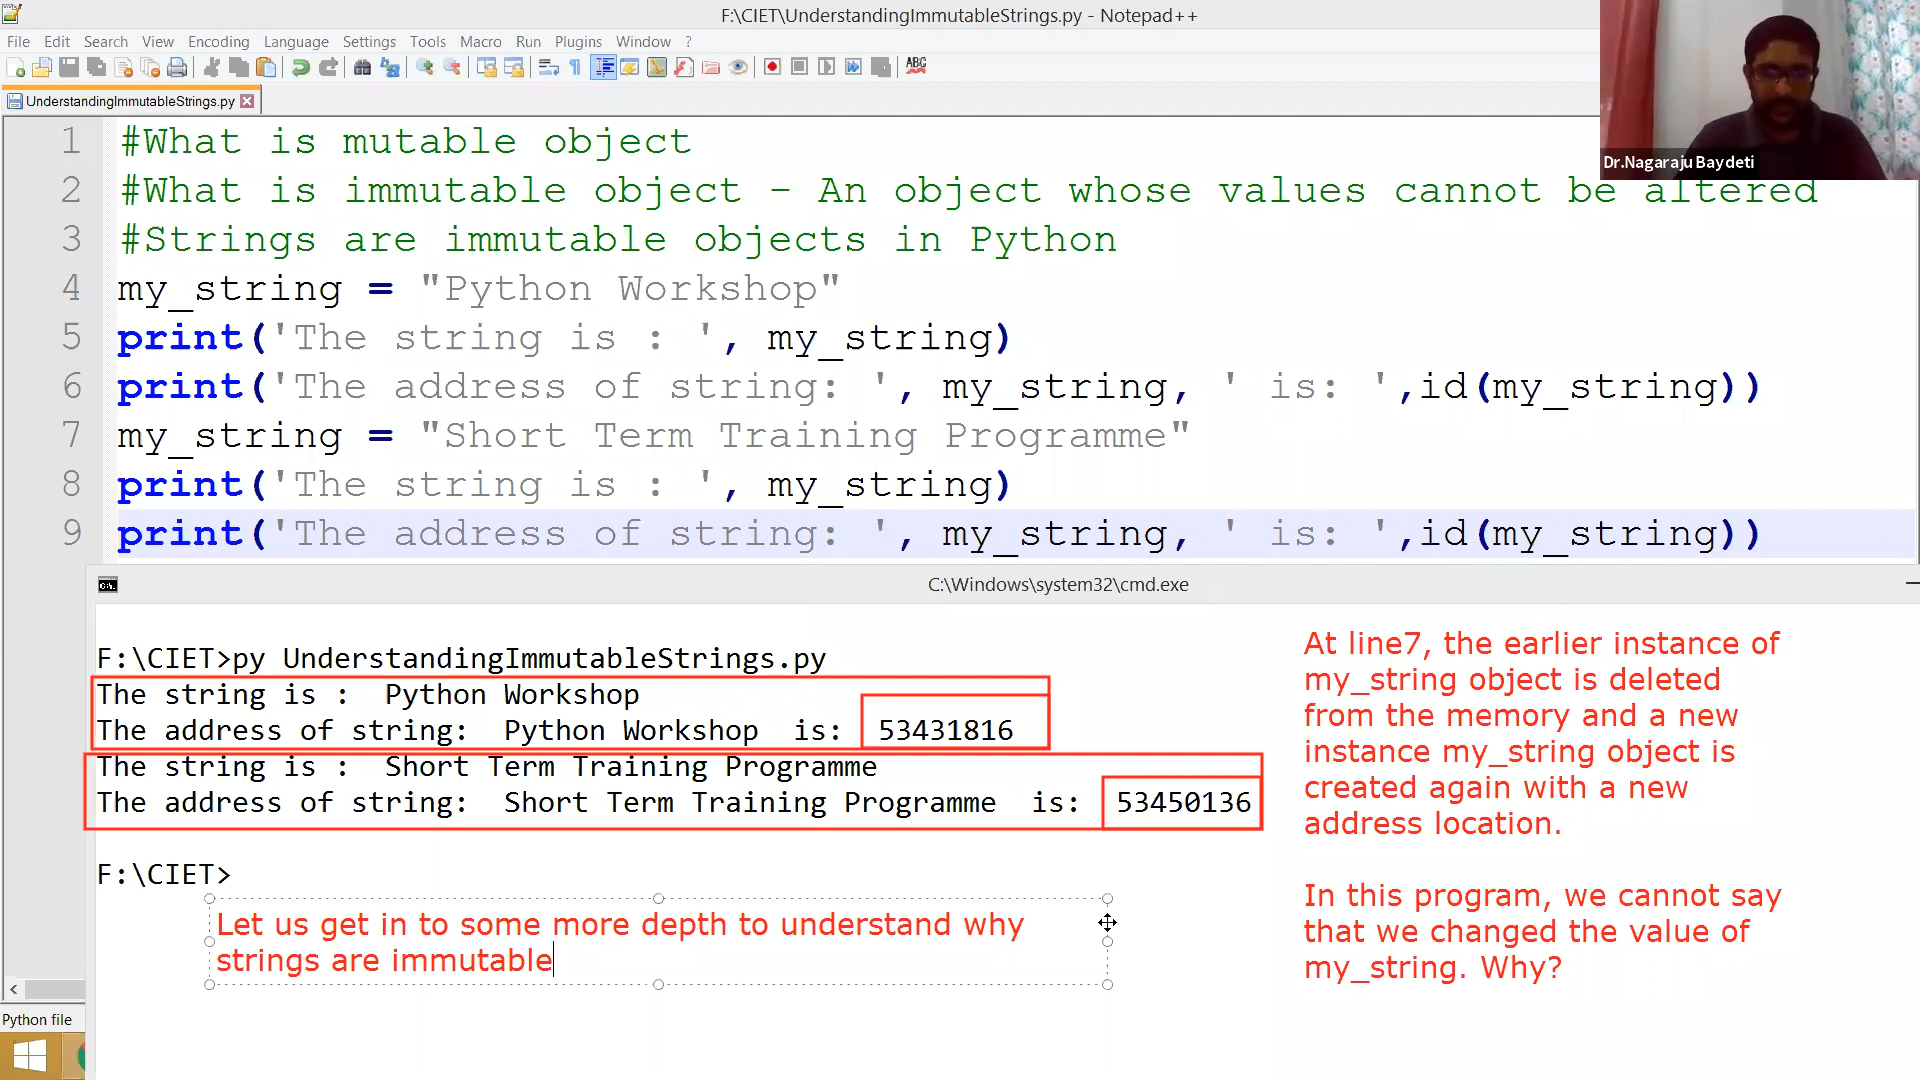 F:\CIET\UnderstandingImmutableStrings.py - Notepad++
File Edit Search View Encoding Language Settings Tools Macro Run Plugins Window ?
ABC
UnderstandingImmutableStrings.py
Dr.Nagaraju Baydeti
1 #What is mutable object
2 #What is immutable object - An object whose values cannot be altered
3 #Strings are immutable objects in Python
4 my_string = "Python Workshop"
5 print('The string is : ', my_string)
6 print('The address of string: ', my_string, ' is: ',id(my_string))
7 my_string = "Short Term Training Programme"
8 print('The string is : ', my_string)
9 print('The address of string: ', my_string, ' is: ',id(my_string))
C:\Windows\system32\cmd.exe
F:\CIET>py UnderstandingImmutableStrings.py
The string is :  Python Workshop
The address of string:  Python Workshop  is:  53431816
The string is :  Short Term Training Programme
The address of string:  Short Term Training Programme  is:  53450136
F:\CIET>
Let us get in to some more depth to understand why
strings are immutable
At line7, the earlier instance of
my_string object is deleted
from the memory and a new
instance my_string object is
created again with a new
address location.
In this program, we cannot say
that we changed the value of
my_string. Why?
Python file